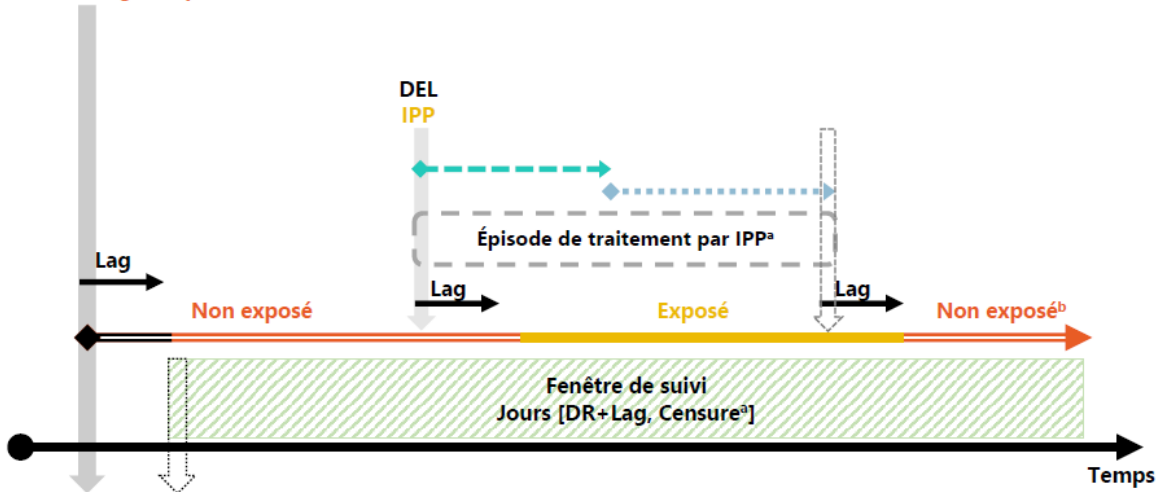 DEL
IPP
Épisode de traitement par IPPᵃ
Lag
Lag
Lag
Non exposé
Exposé
Non exposéᵇ
Fenêtre de suivi
Jours [DR+Lag, Censureᵃ]
Temps